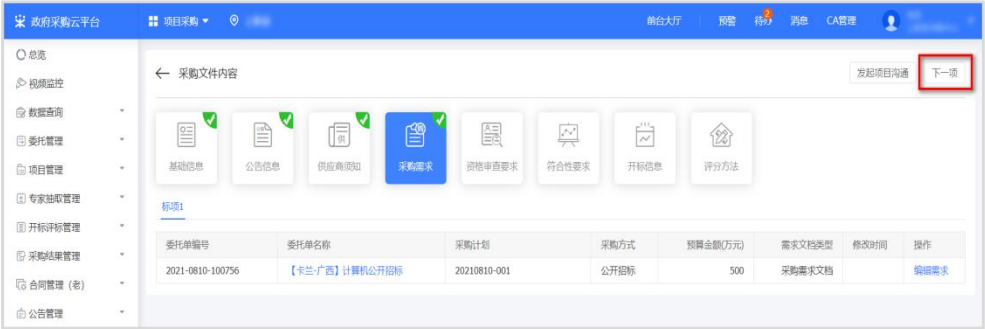 政府采购云平台 项目采购 前台大厅 预警 待办 2 消息 CA管理
总览
视频监控
数据查询
委托管理
项目管理
专家抽取管理
开标评标管理
采购结果管理
合同管理（老）
公告管理
← 采购文件内容 发起项目沟通 下一项
基础信息 公告信息 供应商须知 采购需求 资格审查要求 符合性要求 开标信息 评分方法
标项1
委托单编号 委托单名称 采购计划 采购方式 预算金额(万元) 需求文档类型 修改时间 操作
2021-0810-100756 【卡兰-广西】计算机公开招标 20210810-001 公开招标 500 采购需求文档 编辑需求